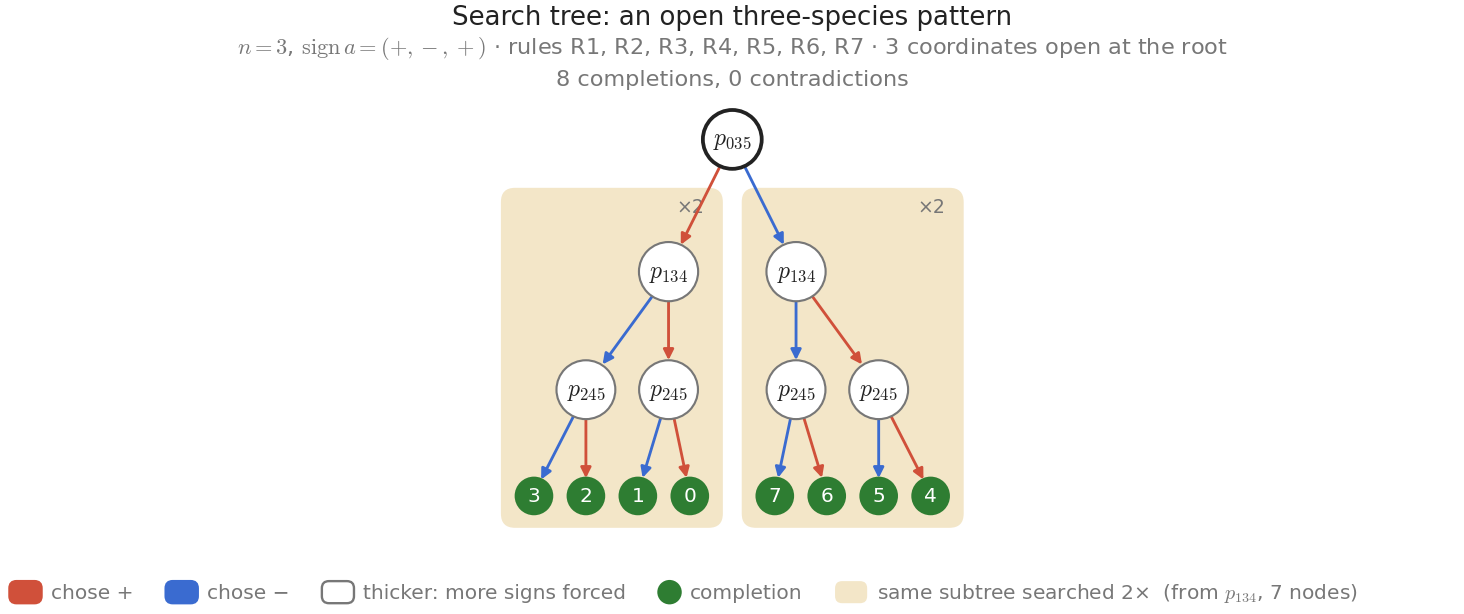 Search tree: an open three-species pattern
n = 3, sign a = (+, −, +) · rules R1, R2, R3, R4, R5, R6, R7 · 3 coordinates open at the root
8 completions, 0 contradictions
p₀₃₅
×2 ×2
p₁₃₄ p₁₃₄
p₂₄₅ p₂₄₅ p₂₄₅ p₂₄₅
3 2 1 0 7 6 5 4
chose + chose − thicker: more signs forced completion same subtree searched 2× (from p₁₃₄, 7 nodes)